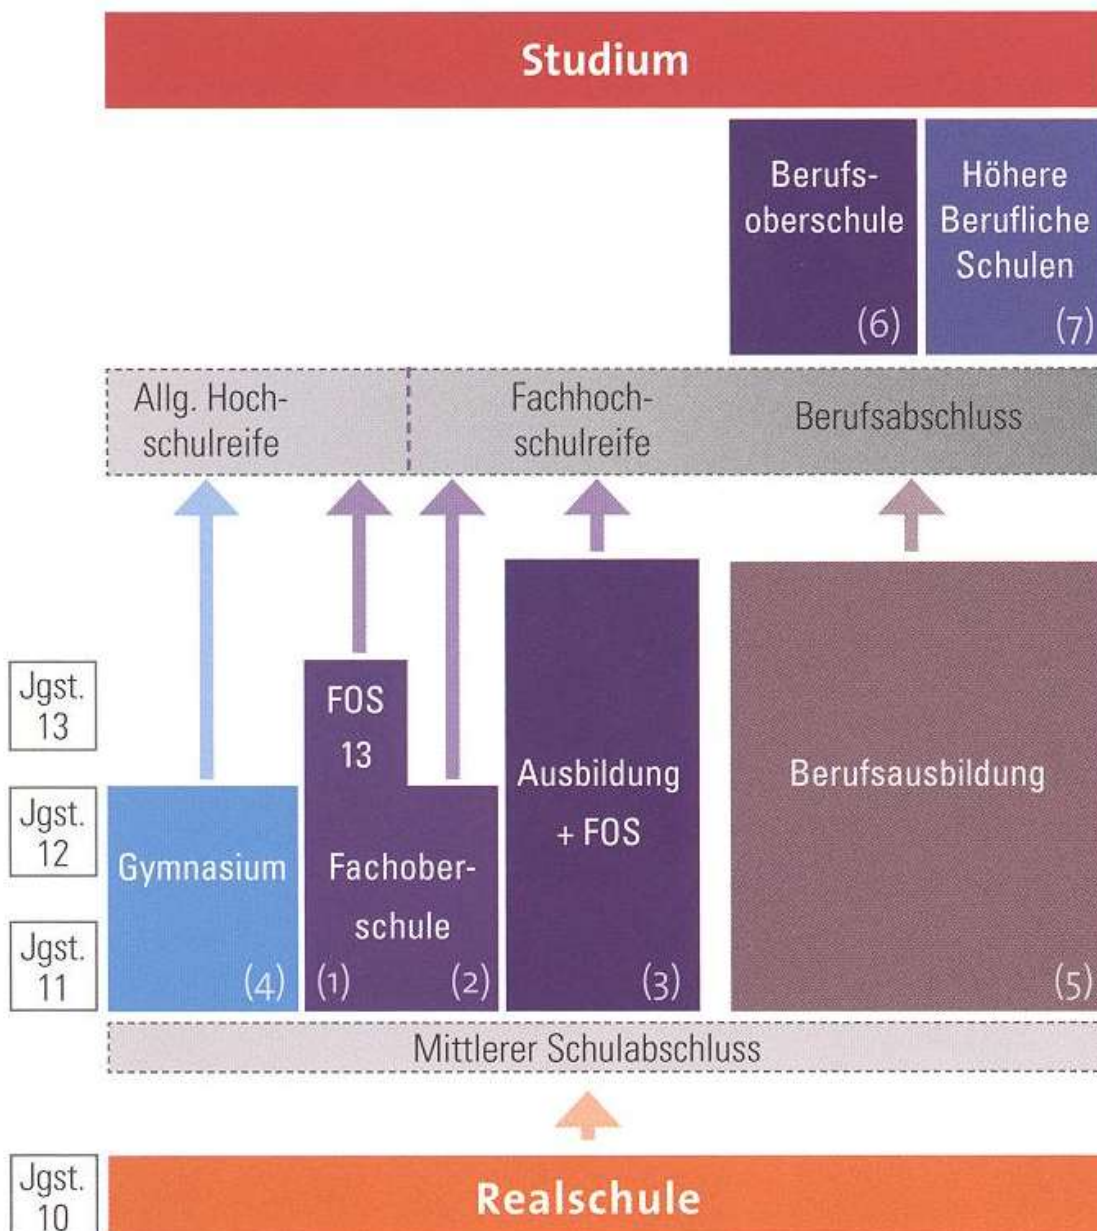 Studium
Berufs-
oberschule
(6)
Höhere
Berufliche
Schulen
(7)
Allg. Hoch-
schulreife
Fachhoch-
schulreife
Berufsabschluss
Jgst.
13
Jgst.
12
Jgst.
11
Gymnasium
(4)
FOS
13
Fachober-
schule
(1)
(2)
Ausbildung
+ FOS
(3)
Berufsausbildung
(5)
Mittlerer Schulabschluss
Jgst.
10
Realschule